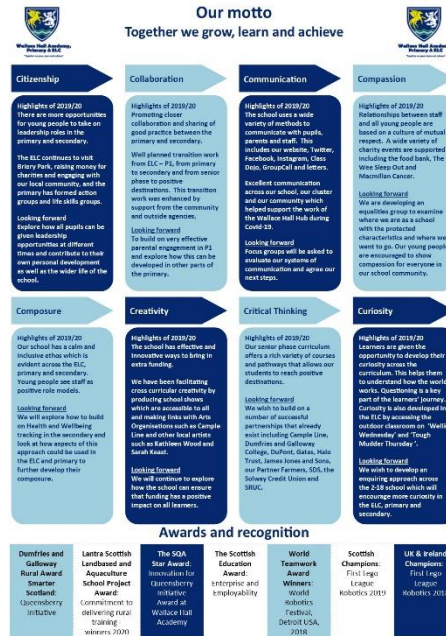 Our motto
Together we grow, learn and achieve
Wallace Hall Academy,
Primary & ELC
Wallace Hall Academy,
Primary & ELC
Citizenship
Highlights of 2019/20
There are more opportunities
for young people to take on
leadership roles in the
primary and secondary.
The ELC continues to visit
Briery Park, raising money for
charities and engaging with
our local community, and the
primary has formed action
groups and life skills groups.
Looking forward
Explore how all pupils can be
given leadership
opportunities at different
times and contribute to their
own personal development
as well as the wider life of the
school.
Collaboration
Highlights of 2019/20
Promoting closer
collaboration and sharing of
good practice between the
primary and secondary.
Well planned transition work
from ELC – P1, from primary
to secondary and from senior
phase to positive
destinations. This transition
work was enhanced by
support from the community
and outside agencies.
Looking forward
To build on very effective
parental engagement in P1
and explore how this can be
developed in other parts of
the primary.
Communication
Highlights of 2019/20
The school uses a wide
variety of methods to
communicate with pupils,
parents and staff. This
includes our website, Twitter,
Facebook, Instagram, Class
Dojo, GroupCall and letters.
Excellent communication
across our school, our cluster
and our community which
helped support the work of
the Wallace Hall Hub during
Covid-19.
Looking forward
Focus groups will be asked to
evaluate our systems of
communication and agree our
next steps.
Compassion
Highlights of 2019/20
Relationships between staff
and all young people are
based on a culture of mutual
respect. A wide variety of
charity events are supported
including the food bank, The
Wee Sleep Out and
Macmillan Cancer.
Looking forward
We are developing an
equalities group to examine
where we are as a school
with the protected
characteristics and where we
want to go. Our young people
are encouraged to show
compassion for everyone in
our school community.
Composure
Highlights of 2019/20
Our school has a calm and
inclusive ethos which is
evident across the ELC,
primary and secondary.
Young people see staff as
positive role models.
Looking forward
We will explore how to build
on Health and Wellbeing
tracking in the secondary and
look at how aspects of this
approach could be used in
the ELC and primary to
further develop their
composure.
Creativity
Highlights of 2019/20
The school has effective and
innovative ways to bring in
extra funding.
We have been facilitating
cross curricular creativity by
producing school shows
which are accessible to all
and making links with Arts
Organisations such as Cample
Line and other local artists
such as Kathleen Wood and
Sarah Keast.
Looking forward
We will continue to explore
how the school can ensure
that funding has a positive
impact on all learners.
Critical Thinking
Highlights of 2019/20
Our senior phase curriculum
offers a rich variety of courses
and pathways that allows our
students to reach positive
destinations.
Looking forward
We wish to build on a
number of successful
partnerships that already
exist including Cample Line,
Dumfries and Galloway
College, DuPont, Gates, Halo
Trust, James Jones and Sons,
our Partner Farmers, SDS, the
Solway Credit Union and
SRUC.
Curiosity
Highlights of 2019/20
Learners are given the
opportunity to develop their
curiosity across the
curriculum. This helps them
to understand how the world
works. Questioning is a key
part of the learners' journey.
Curiosity is also developed in
the ELC by accessing the
outdoor classroom on 'Wellie
Wednesday' and 'Tough
Mudder Thursday'.
Looking forward
We wish to develop an
enquiring approach across
the 2-18 school which will
encourage more curiosity in
the ELC, primary and
secondary.
Awards and recognition
Dumfries and
Galloway
Rural Award
Smarter
Scotland:
Queensberry
Initiative
Lantra Scottish
Landbased and
Aquaculture
School Project
Award:
Commitment to
delivering rural
training -
winners 2020
The SQA
Star Award:
Innovation for
Queensberry
Initiative
Award at
Wallace Hall
Academy
The Scottish
Education
Award:
Enterprise and
Employability
World
Teamwork
Award
Winners:
World
Robotics
Festival,
Detroit USA,
2018
Scottish
Champions:
First Lego
League
Robotics 2019
UK & Ireland
Champions:
First Lego
League
Robotics 2018